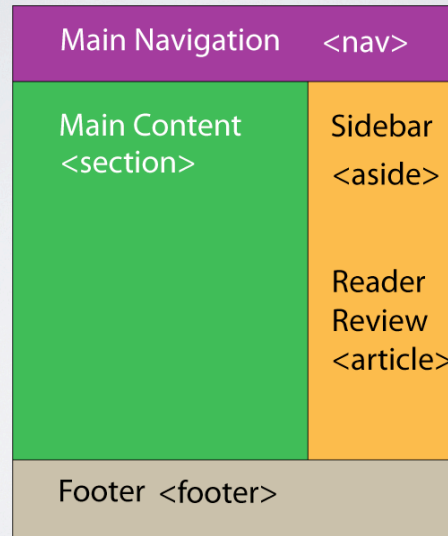 Main Navigation <nav>
Main Content
<section>
Sidebar
<aside>
Reader
Review
<article>
Footer <footer>